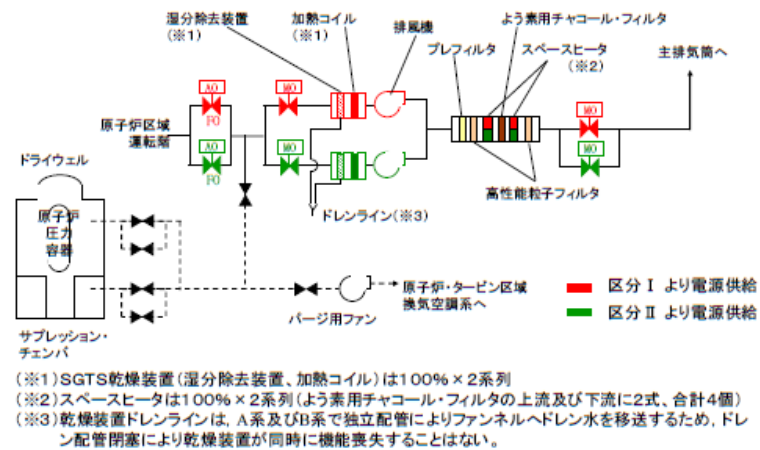 湿分除去装置
(※1)
加熱コイル
(※1)
排風機
よう素用チャコール・フィルタ
プレフィルタ
スペースヒータ
(※2)
主排気筒へ
AO
FO
MO
MO
原子炉区域
運転階
AO
FO
MO
MO
高性能粒子フィルタ
ドレンライン(※3)
ドライウェル
原子炉
圧力
容器
原子炉・タービン区域
換気空調系へ
パージ用ファン
サプレッション・
チェンバ
区分Ⅰ より電源供給
区分Ⅱ より電源供給
(※1)SGTS乾燥装置(湿分除去装置、加熱コイル)は100%×2系列
(※2)スペースヒータは100%×2系列(よう素用チャコール・フィルタの上流及び下流に2式、合計4個)
(※3)乾燥装置ドレンラインは, A系及びB系で独立配管によりファンネルへドレン水を移送するため, ドレ
ン配管閉塞により乾燥装置が同時に機能喪失することはない。